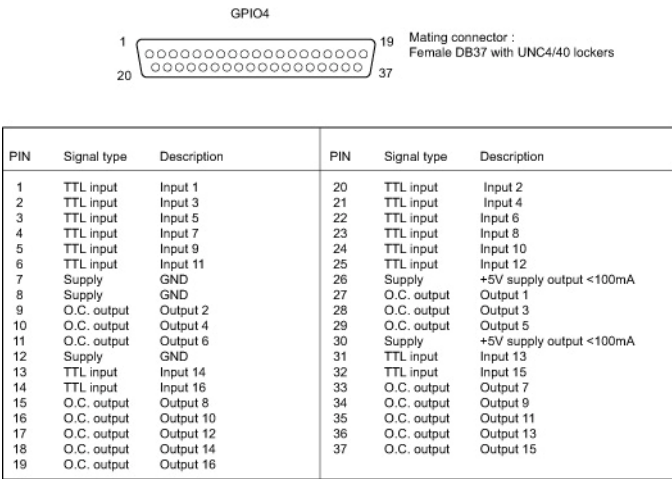 GPIO4
1 19 Mating connector :
Female DB37 with UNC4/40 lockers
20 37
PIN Signal type Description PIN Signal type Description
1 TTL input Input 1 20 TTL input Input 2
2 TTL input Input 3 21 TTL input Input 4
3 TTL input Input 5 22 TTL input Input 6
4 TTL input Input 7 23 TTL input Input 8
5 TTL input Input 9 24 TTL input Input 10
6 TTL input Input 11 25 TTL input Input 12
7 Supply GND 26 Supply +5V supply output <100mA
8 Supply GND 27 O.C. output Output 1
9 O.C. output Output 2 28 O.C. output Output 3
10 O.C. output Output 4 29 O.C. output Output 5
11 O.C. output Output 6 30 Supply +5V supply output <100mA
12 Supply GND 31 TTL input Input 13
13 TTL input Input 14 32 TTL input Input 15
14 TTL input Input 16 33 O.C. output Output 7
15 O.C. output Output 8 34 O.C. output Output 9
16 O.C. output Output 10 35 O.C. output Output 11
17 O.C. output Output 12 36 O.C. output Output 13
18 O.C. output Output 14 37 O.C. output Output 15
19 O.C. output Output 16